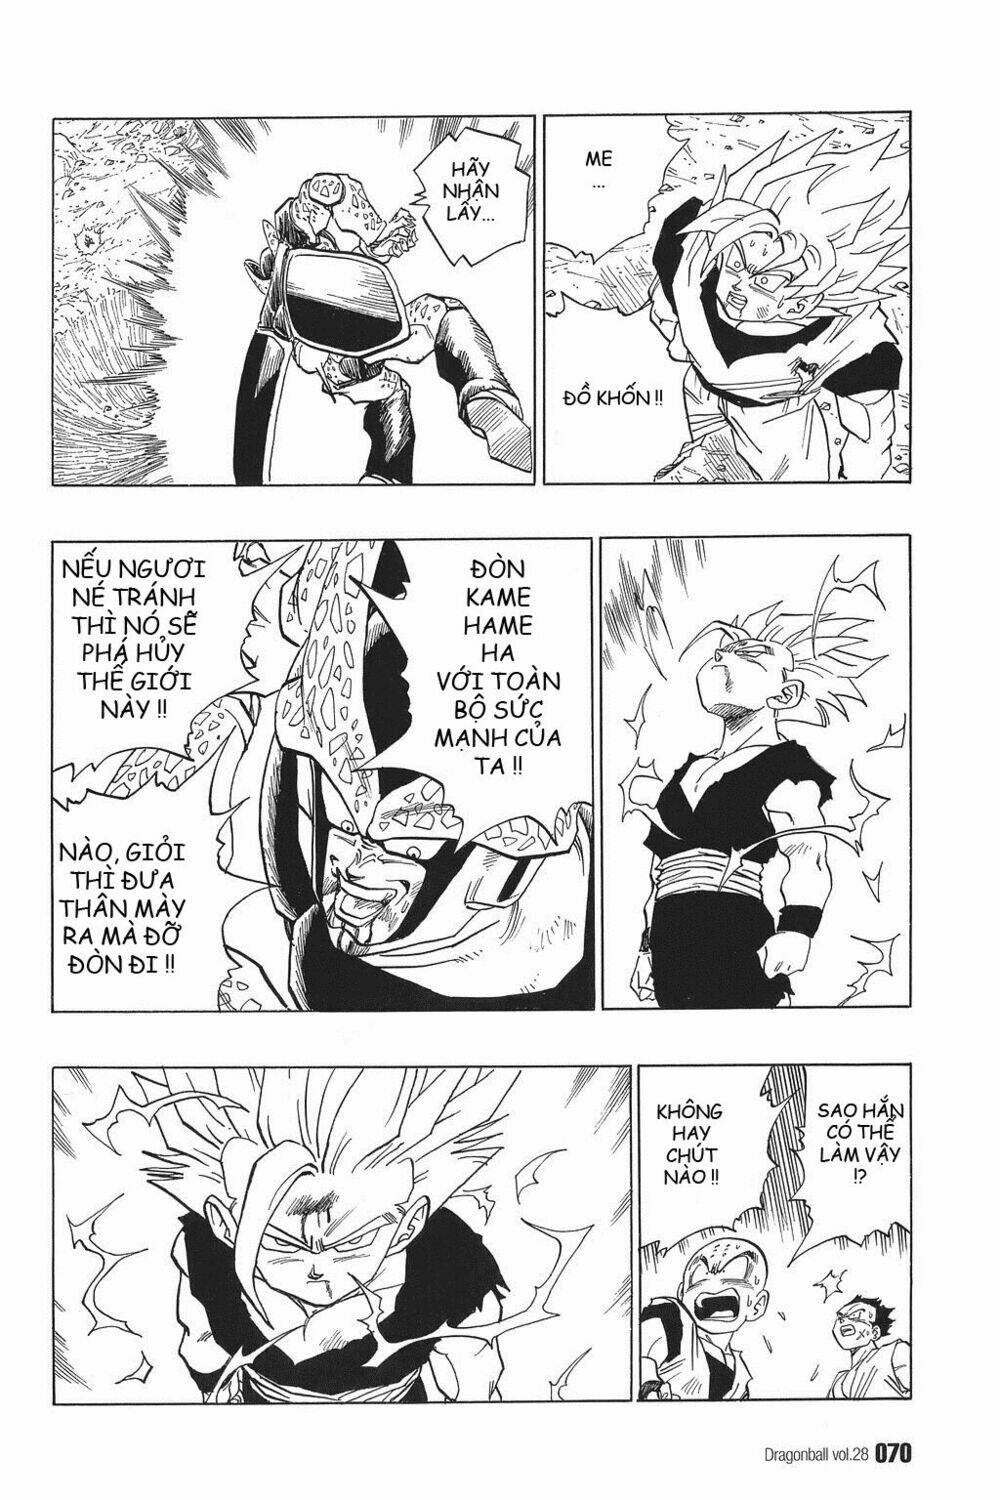 ME
...
ĐỒ KHỐN !!
HÃY
NHẬN
LẤY...
ĐÒN
KAME
HAME
HA
VỚI TOÀN
BỘ SỨC
MẠNH CỦA
TA !!
NẾU NGƯƠI
NÉ TRÁNH
THÌ NÓ SẼ
PHÁ HỦY
THẾ GIỚI
NÀY !!
NÀO, GIỎI
THÌ ĐƯA
THÂN MÀY
RA MÀ ĐỠ
ĐÒN ĐI !!
SAO HẮN
CÓ THỂ
LÀM VẬY
!?
KHÔNG
HAY
CHÚT
NÀO !!
Dragonball vol.28 070